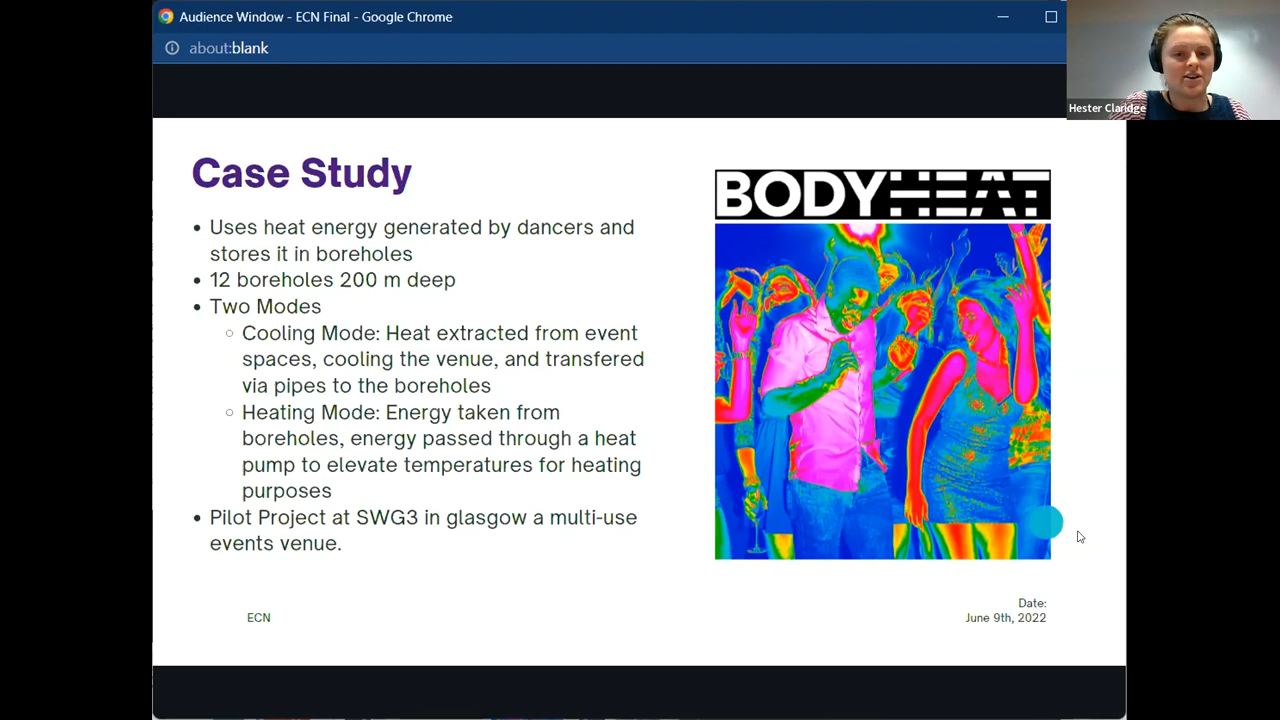 Audience Window - ECN Final - Google Chrome
about:blank
Hester Claridge
Case Study
BODYHEAT
• Uses heat energy generated by dancers and
stores it in boreholes
• 12 boreholes 200 m deep
• Two Modes
○ Cooling Mode: Heat extracted from event
spaces, cooling the venue, and transfered
via pipes to the boreholes
○ Heating Mode: Energy taken from
boreholes, energy passed through a heat
pump to elevate temperatures for heating
purposes
• Pilot Project at SWG3 in glasgow a multi-use
events venue.
ECN
Date:
June 9th, 2022